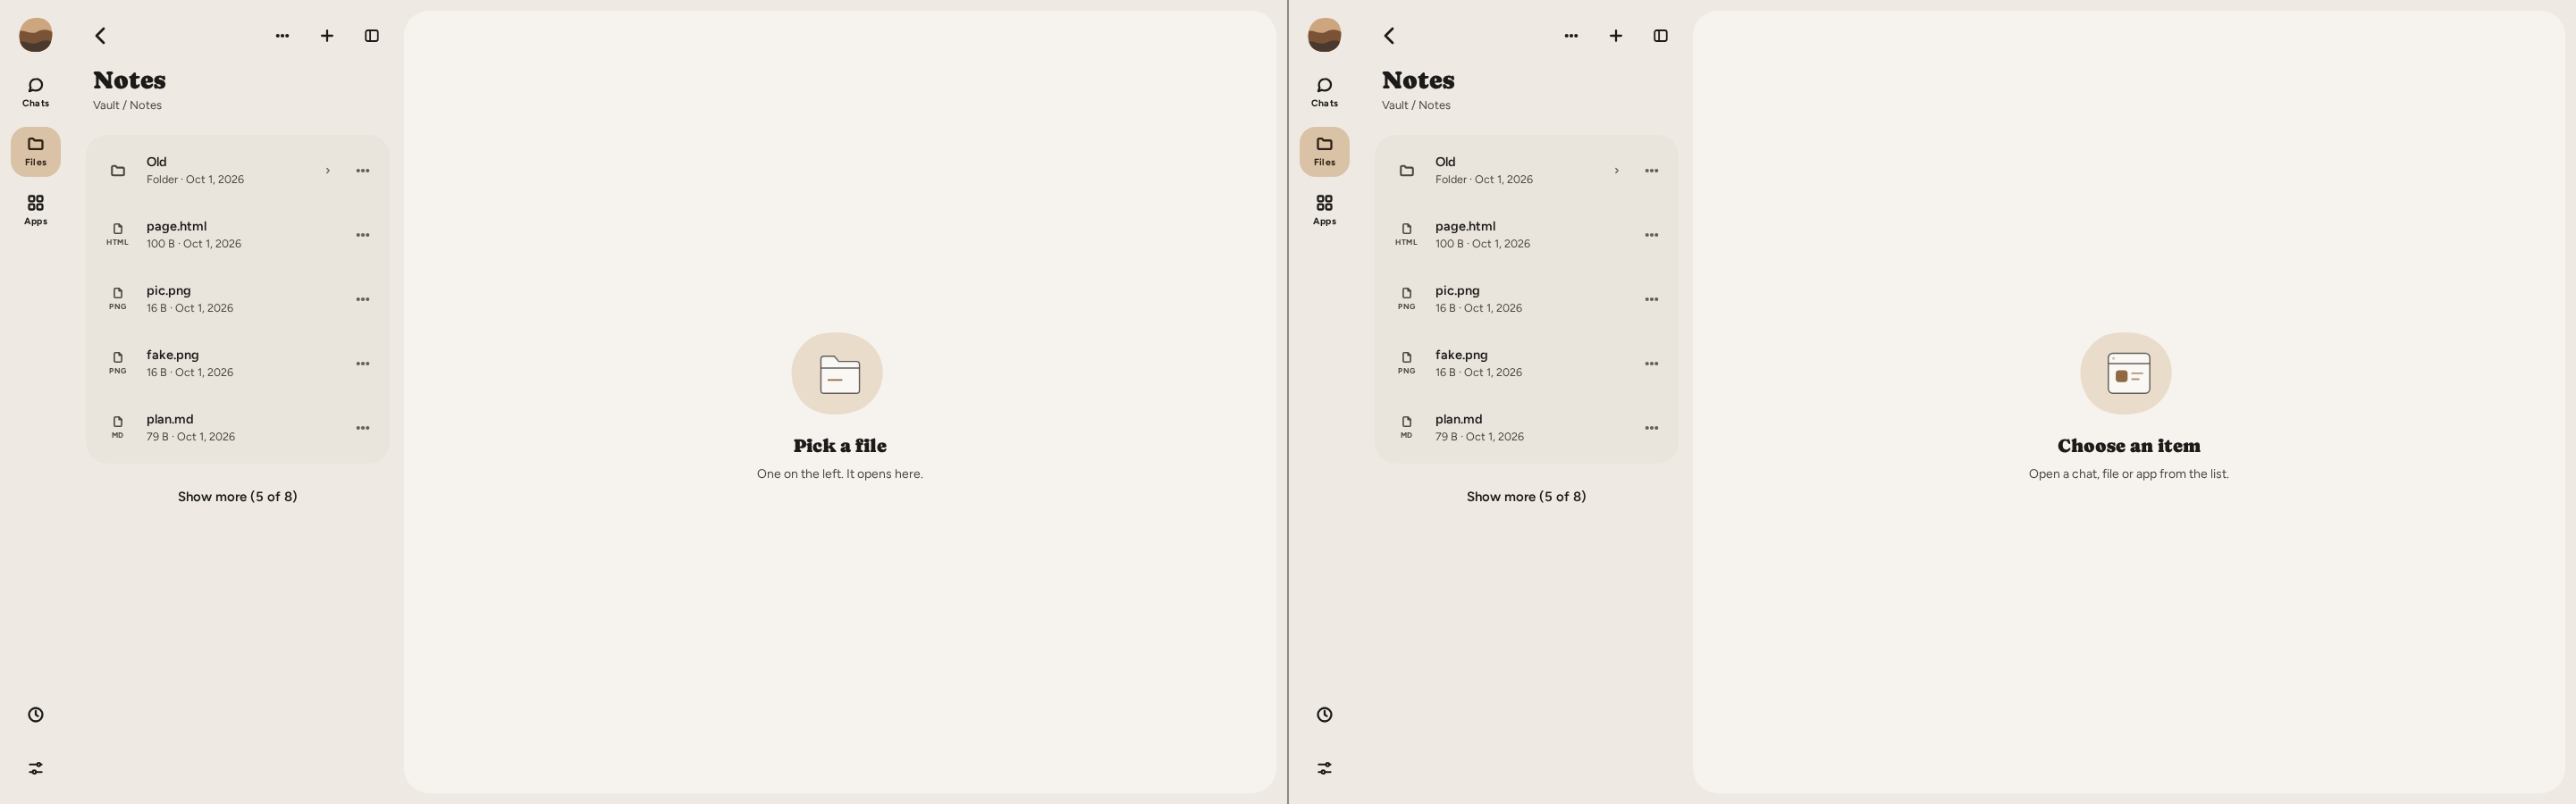 Chats
Files
Apps
Notes
Vault / Notes
Old
Folder · Oct 1, 2026
HTML
page.html
100 B · Oct 1, 2026
PNG
pic.png
16 B · Oct 1, 2026
PNG
fake.png
16 B · Oct 1, 2026
MD
plan.md
79 B · Oct 1, 2026
Show more (5 of 8)
Pick a file
One on the left. It opens here.
Chats
Files
Apps
Notes
Vault / Notes
Old
Folder · Oct 1, 2026
HTML
page.html
100 B · Oct 1, 2026
PNG
pic.png
16 B · Oct 1, 2026
PNG
fake.png
16 B · Oct 1, 2026
MD
plan.md
79 B · Oct 1, 2026
Show more (5 of 8)
Choose an item
Open a chat, file or app from the list.